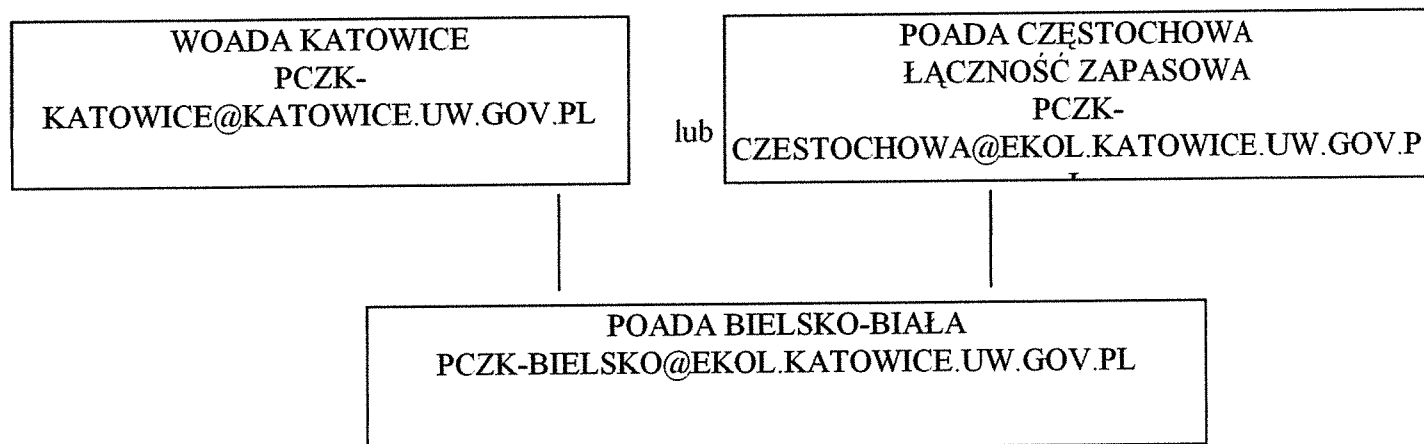 WOADA KATOWICE
PCZK-
KATOWICE@KATOWICE.UW.GOV.PL
lub
POADA CZĘSTOCHOWA
ŁĄCZNOŚĆ ZAPASOWA
PCZK-
CZESTOCHOWA@EKOL.KATOWICE.UW.GOV.P
POADA BIELSKO-BIAŁA
PCZK-BIELSKO@EKOL.KATOWICE.UW.GOV.PL